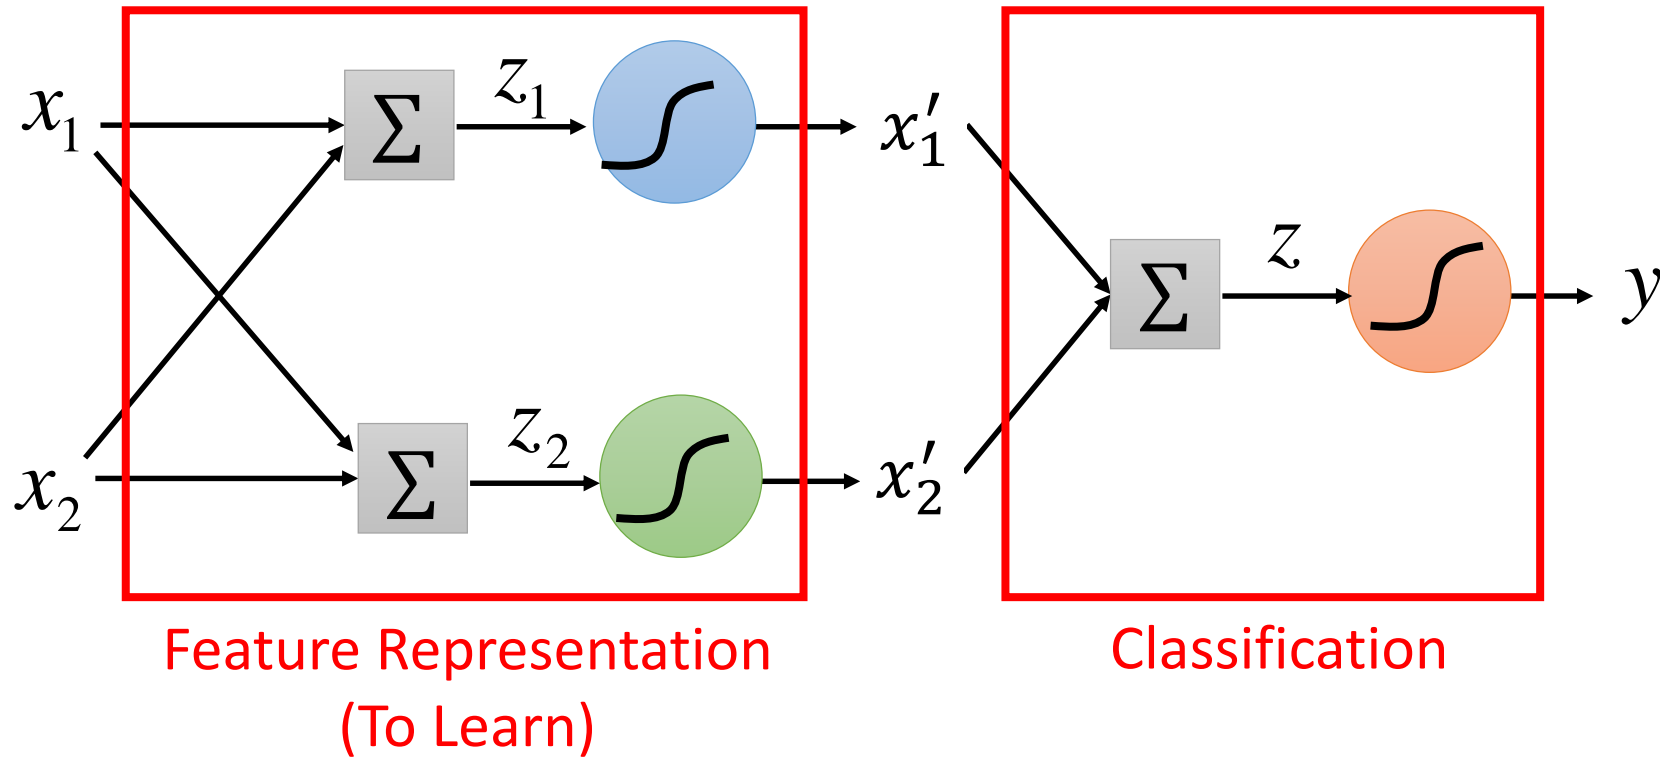 x₁
Σ
z₁
x′₁
x₂
Σ
z₂
x′₂
Σ
z
y
Feature Representation
(To Learn)
Classification